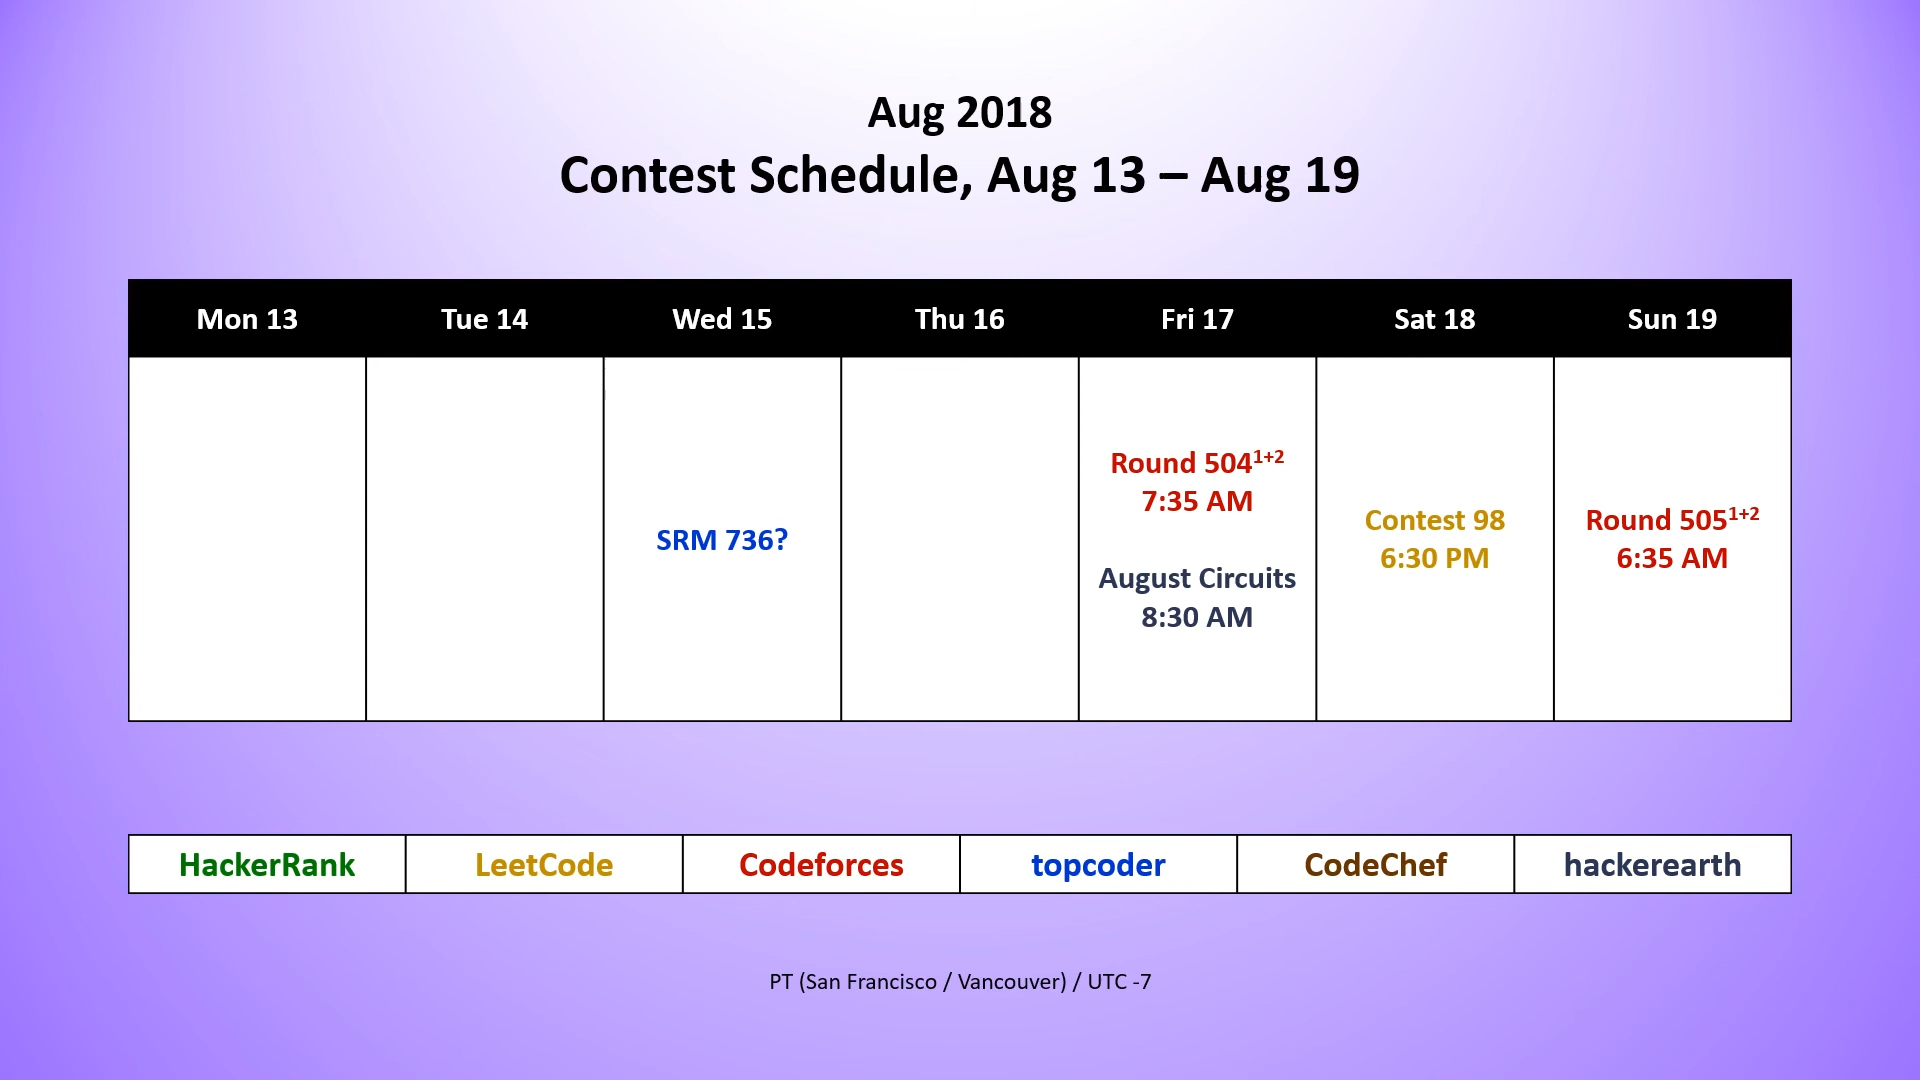 Aug 2018
Contest Schedule, Aug 13 – Aug 19
Mon 13 Tue 14 Wed 15 Thu 16 Fri 17 Sat 18 Sun 19
SRM 736?
Round 504¹⁺²
7:35 AM
August Circuits
8:30 AM
Contest 98
6:30 PM
Round 505¹⁺²
6:35 AM
HackerRank LeetCode Codeforces topcoder CodeChef hackerearth
PT (San Francisco / Vancouver) / UTC -7